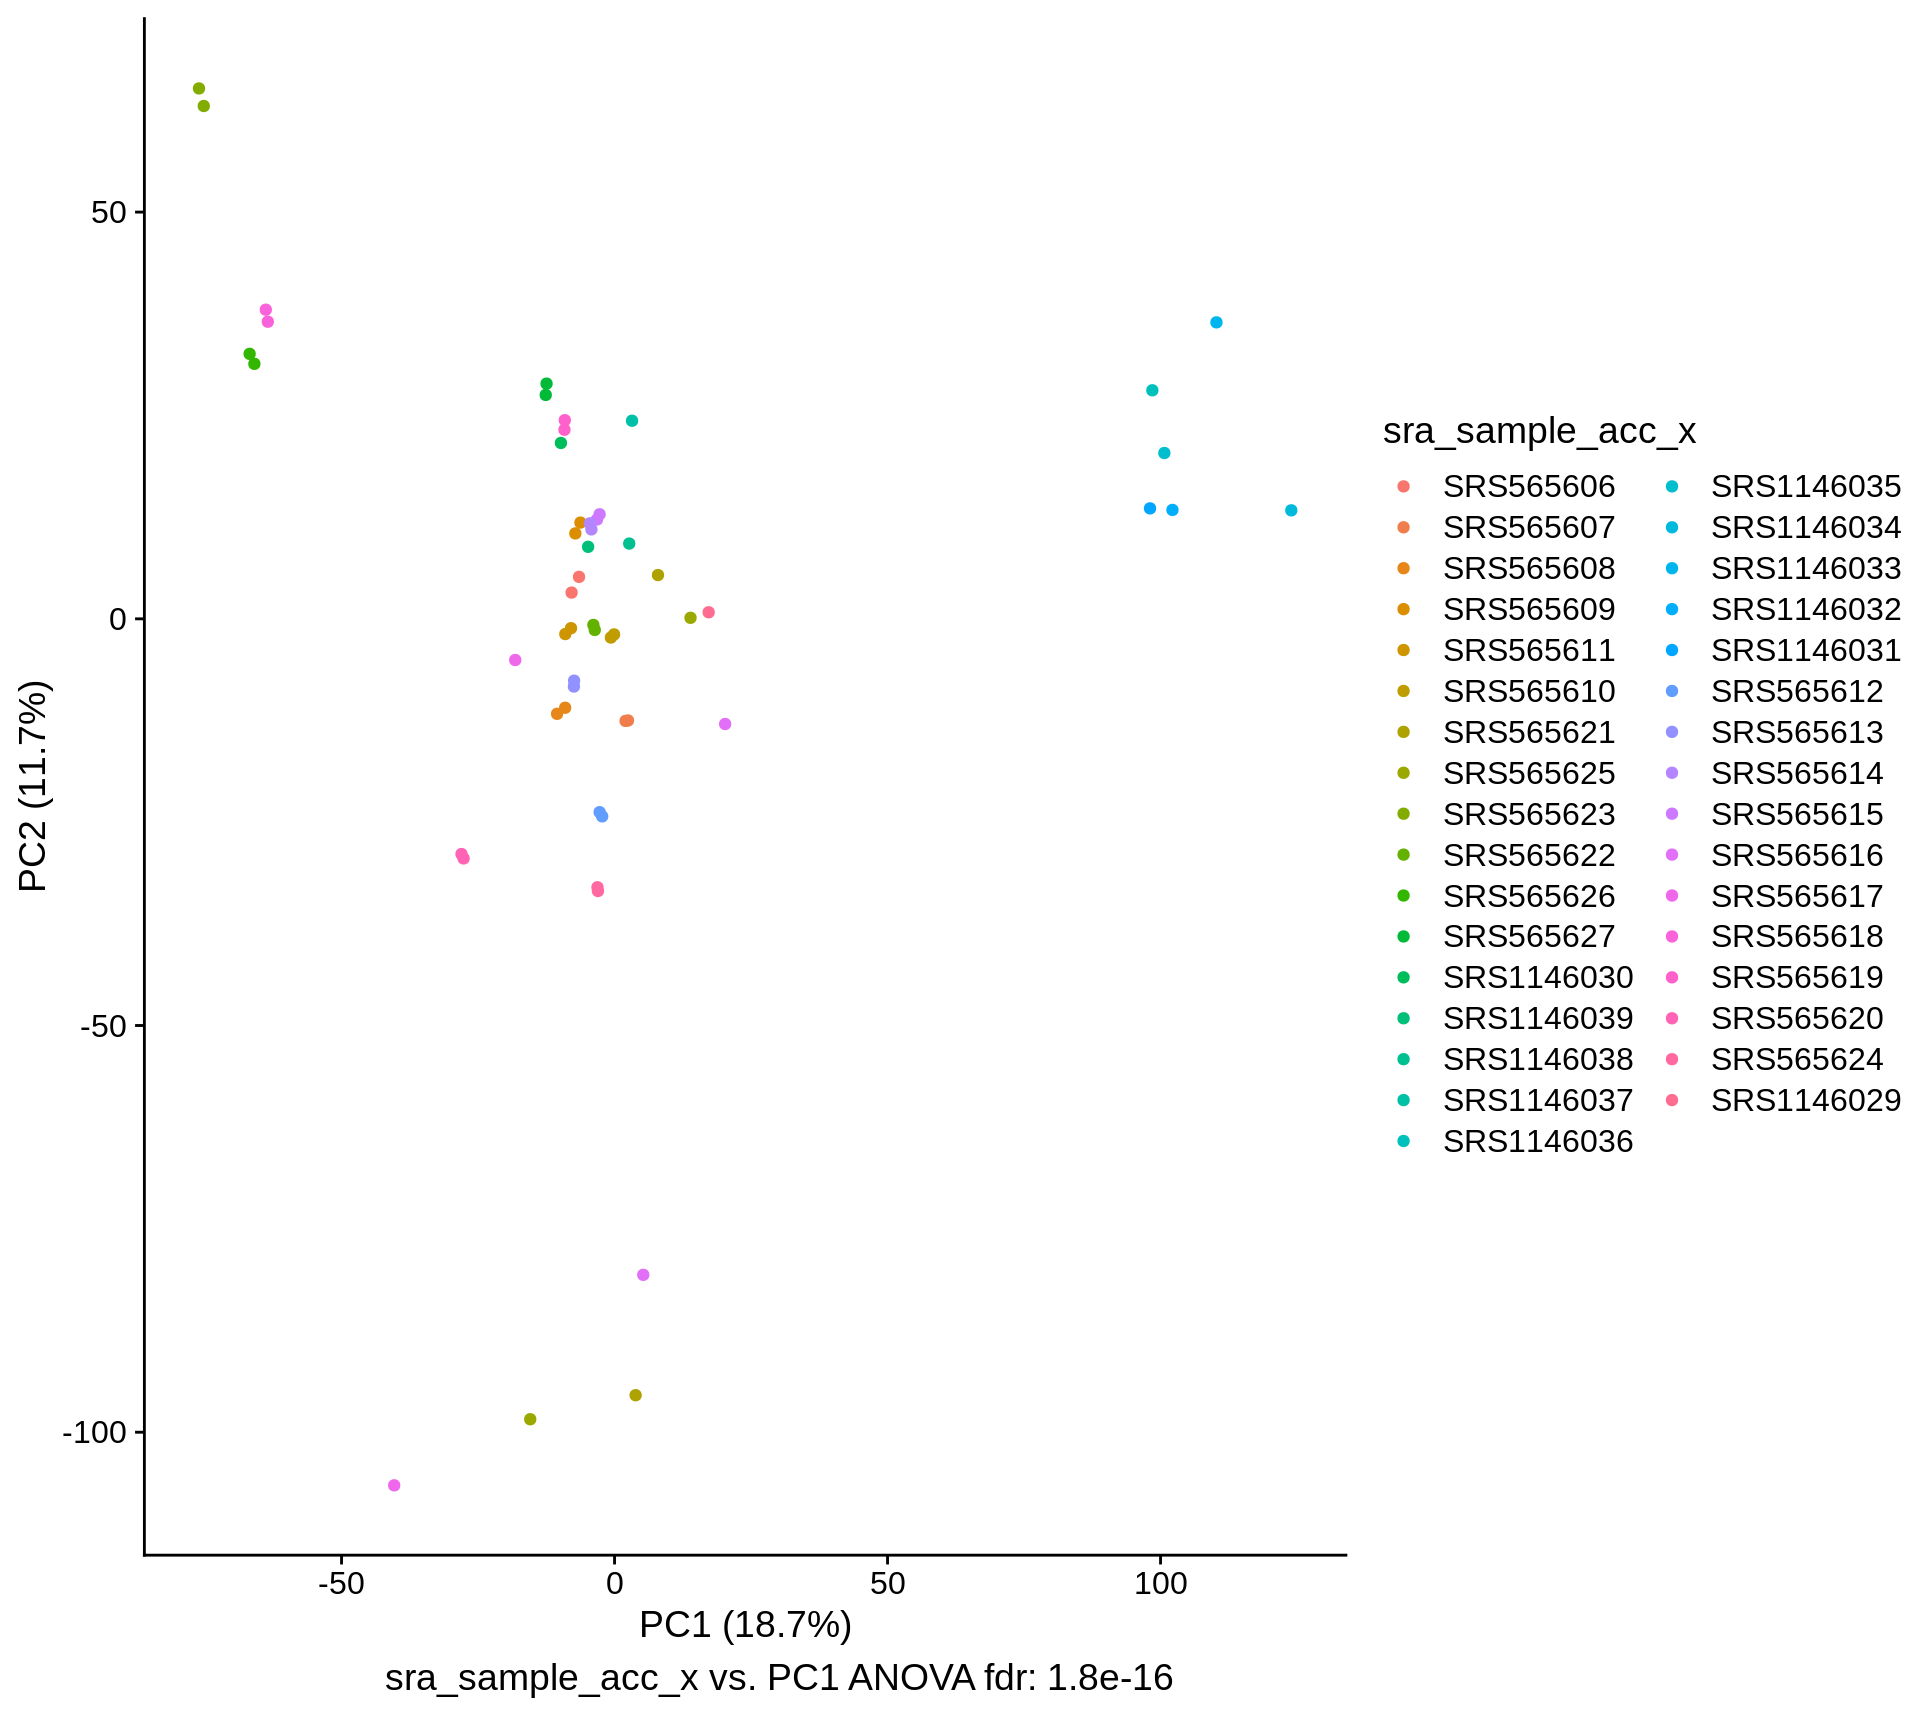 50
0
-50
-100
PC2 (11.7%)
-50
0
50
100
PC1 (18.7%)
sra_sample_acc_x vs. PC1 ANOVA fdr: 1.8e-16
sra_sample_acc_x
SRS565606
SRS565607
SRS565608
SRS565609
SRS565611
SRS565610
SRS565621
SRS565625
SRS565623
SRS565622
SRS565626
SRS565627
SRS1146030
SRS1146039
SRS1146038
SRS1146037
SRS1146036
SRS1146035
SRS1146034
SRS1146033
SRS1146032
SRS1146031
SRS565612
SRS565613
SRS565614
SRS565615
SRS565616
SRS565617
SRS565618
SRS565619
SRS565620
SRS565624
SRS1146029